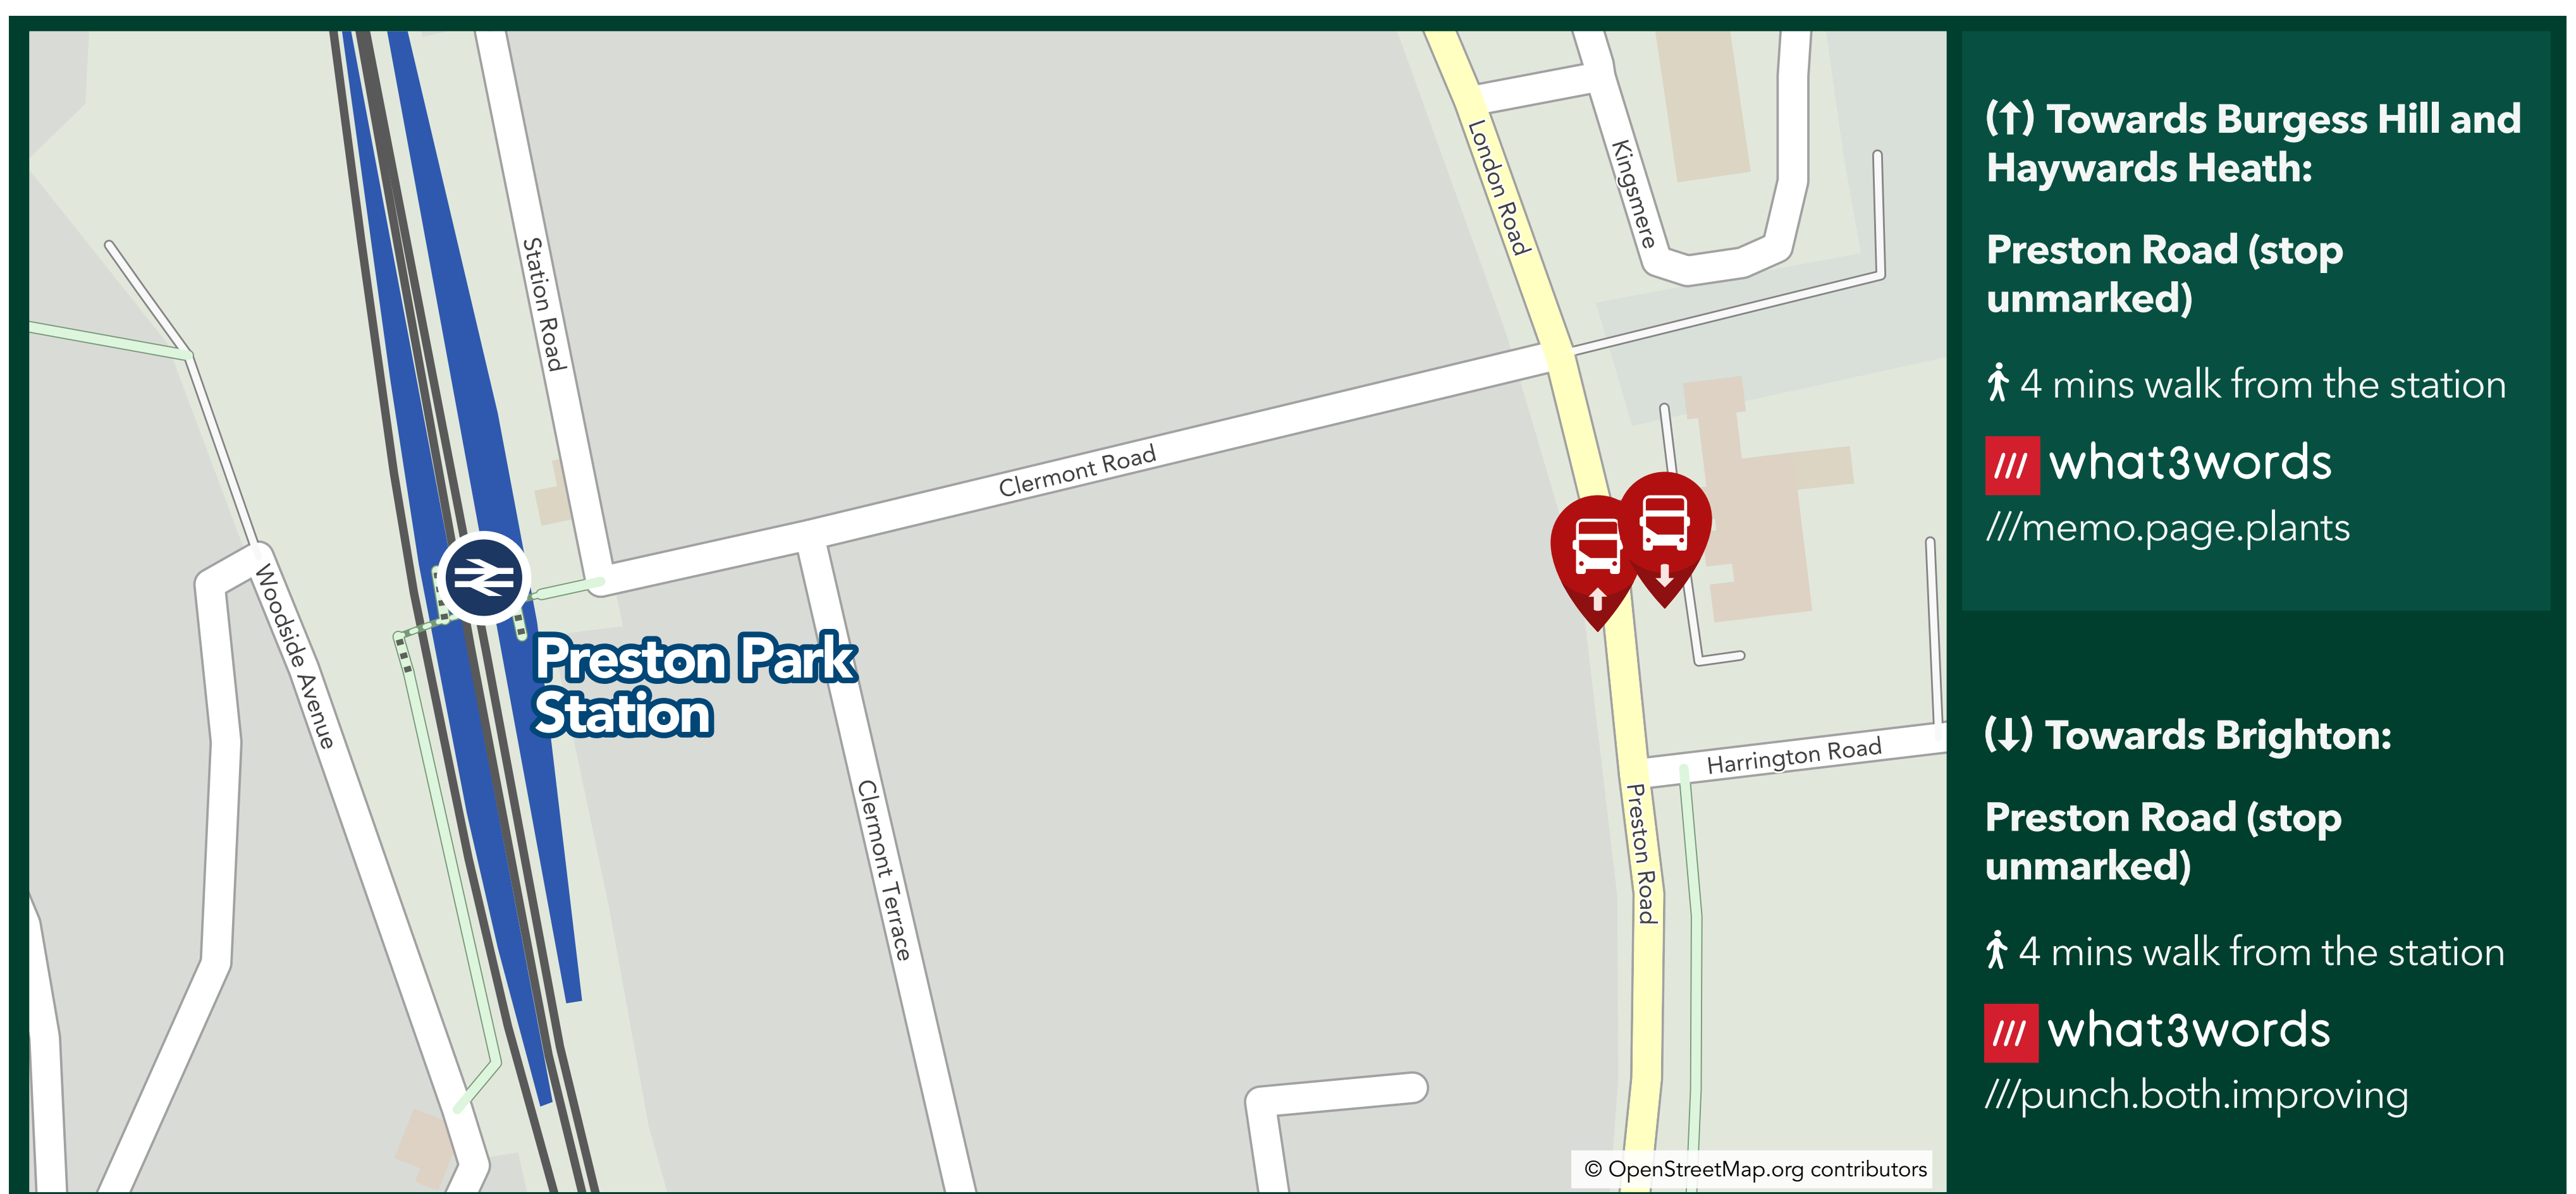 London Road
Kingsmere
Station Road
Clermont Road
Woodside Avenue
Preston Park
Station
Clermont Terrace
Harrington Road
Preston Road
© OpenStreetMap.org contributors
(↑) Towards Burgess Hill and
Haywards Heath:
Preston Road (stop
unmarked)
4 mins walk from the station
/// what3words
///memo.page.plants
(↓) Towards Brighton:
Preston Road (stop
unmarked)
4 mins walk from the station
/// what3words
///punch.both.improving